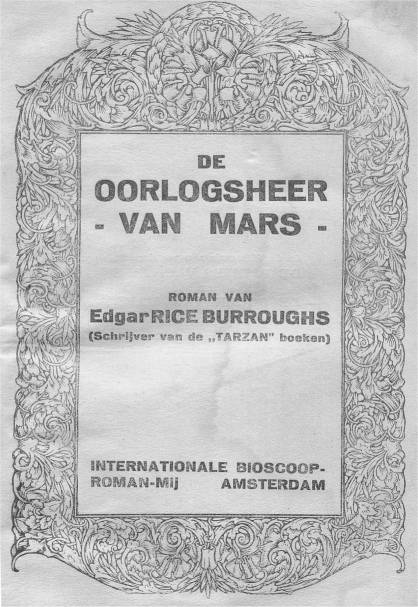 DE
OORLOGSHEER
- VAN MARS -
ROMAN VAN
Edgar RICE BURROUGHS
(Schrijver van de „TARZAN” boeken)
INTERNATIONALE BIOSCOOP-
ROMAN-Mij AMSTERDAM